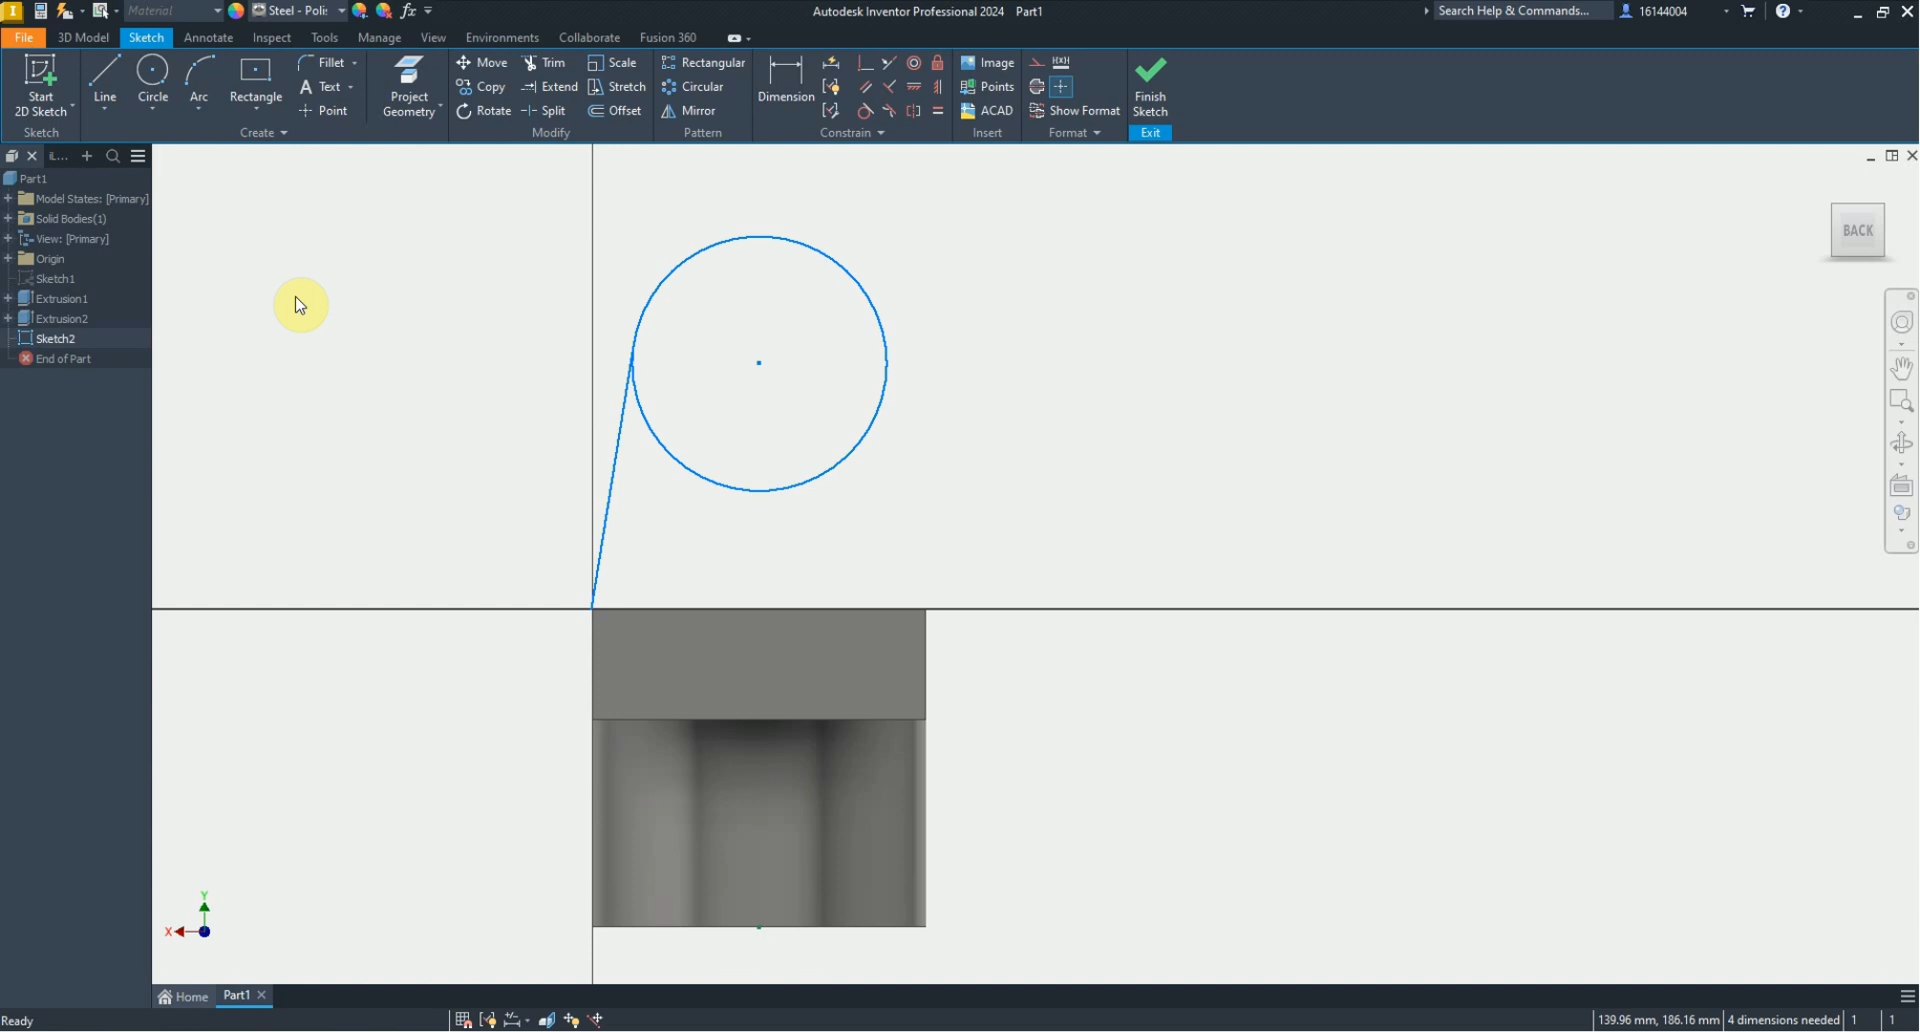 Material Steel - Polis fx Autodesk Inventor Professional 2024 Part1 Search Help & Commands... 16144004
File 3D Model Sketch Annotate Inspect Tools Manage View Environments Collaborate Fusion 360
Start
2D Sketch
Line
Circle
Arc
Rectangle
Fillet
Text
Point
Project
Geometry
Move
Copy
Rotate
Trim
Extend
Split
Scale
Stretch
Offset
Rectangular
Circular
Mirror
Dimension
Image
Points
ACAD
Show Format
Finish
Sketch
Sketch Create Modify Pattern Constrain Insert Format Exit
iL...
Part1
Model States: [Primary]
Solid Bodies(1)
View: [Primary]
Origin
Sketch1
Extrusion1
Extrusion2
Sketch2
End of Part
BACK
Y
X
Home Part1
Ready 139.96 mm, 186.16 mm 4 dimensions needed 1 1